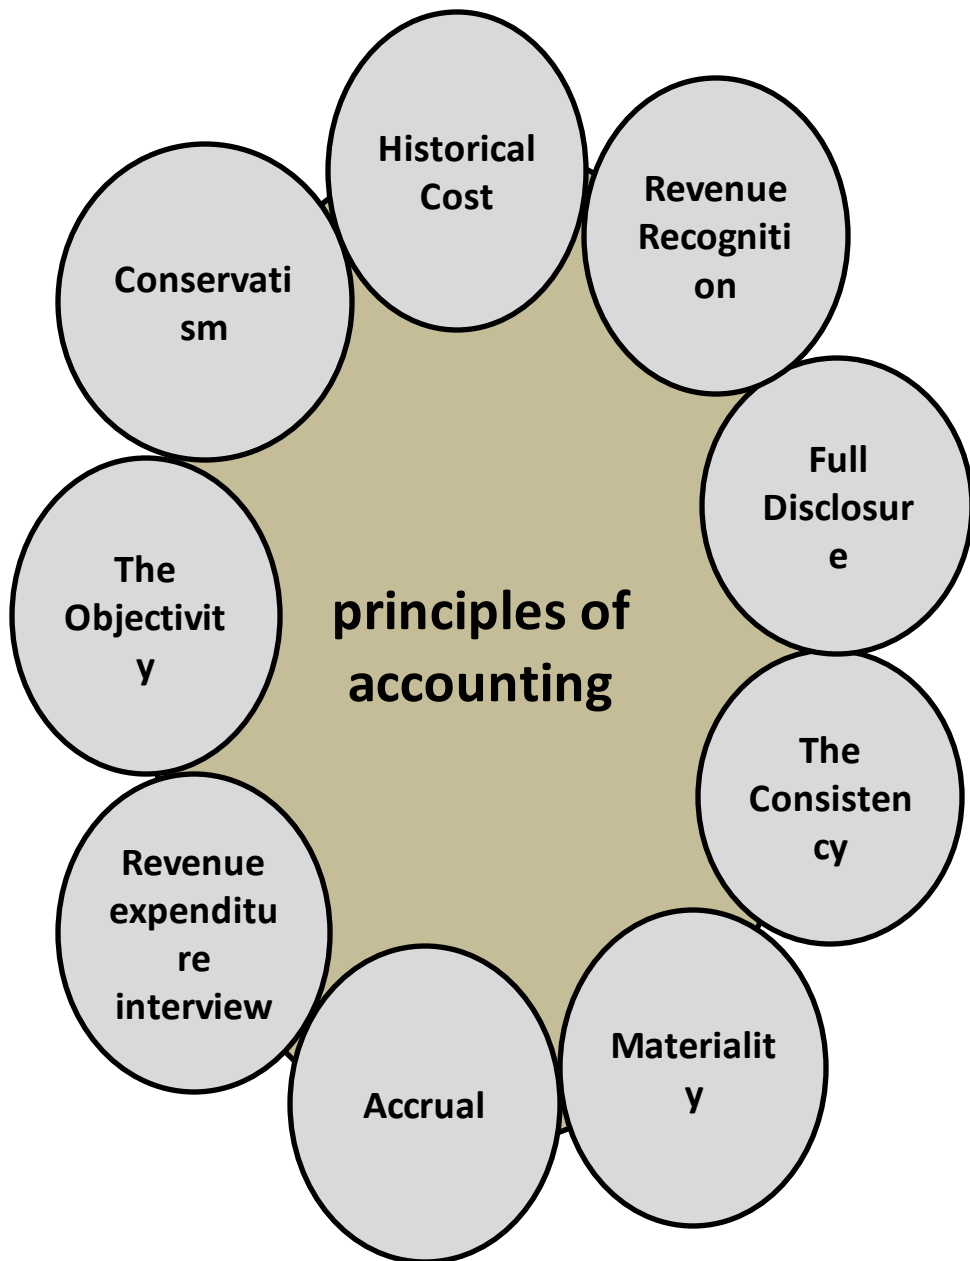 Historical
Cost
Revenue
Recogniti
on
Full
Disclosur
e
The
Consisten
cy
Materialit
y
Accrual
Revenue
expenditu
re
interview
The
Objectivit
y
Conservati
sm
principles of
accounting